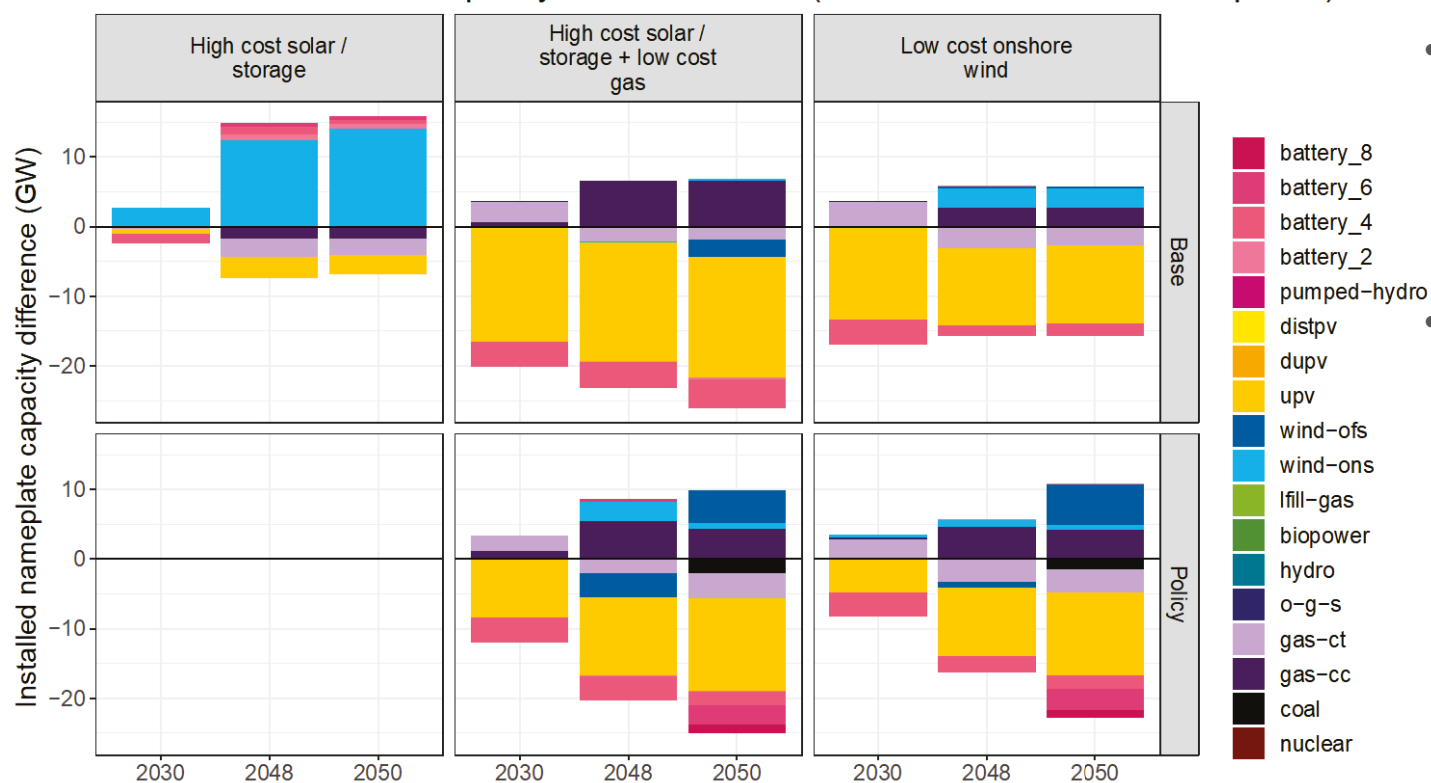 High cost solar /
storage
High cost solar /
storage + low cost
gas
Low cost onshore
wind
Installed nameplate capacity difference (GW)
10
0
−10
−20
Base
10
0
−10
−20
Policy
2030
2048
2050
2030
2048
2050
2030
2048
2050
battery_8
battery_6
battery_4
battery_2
pumped−hydro
distpv
dupv
upv
wind−ofs
wind−ons
lfill−gas
biopower
hydro
o−g−s
gas−ct
gas−cc
coal
nuclear